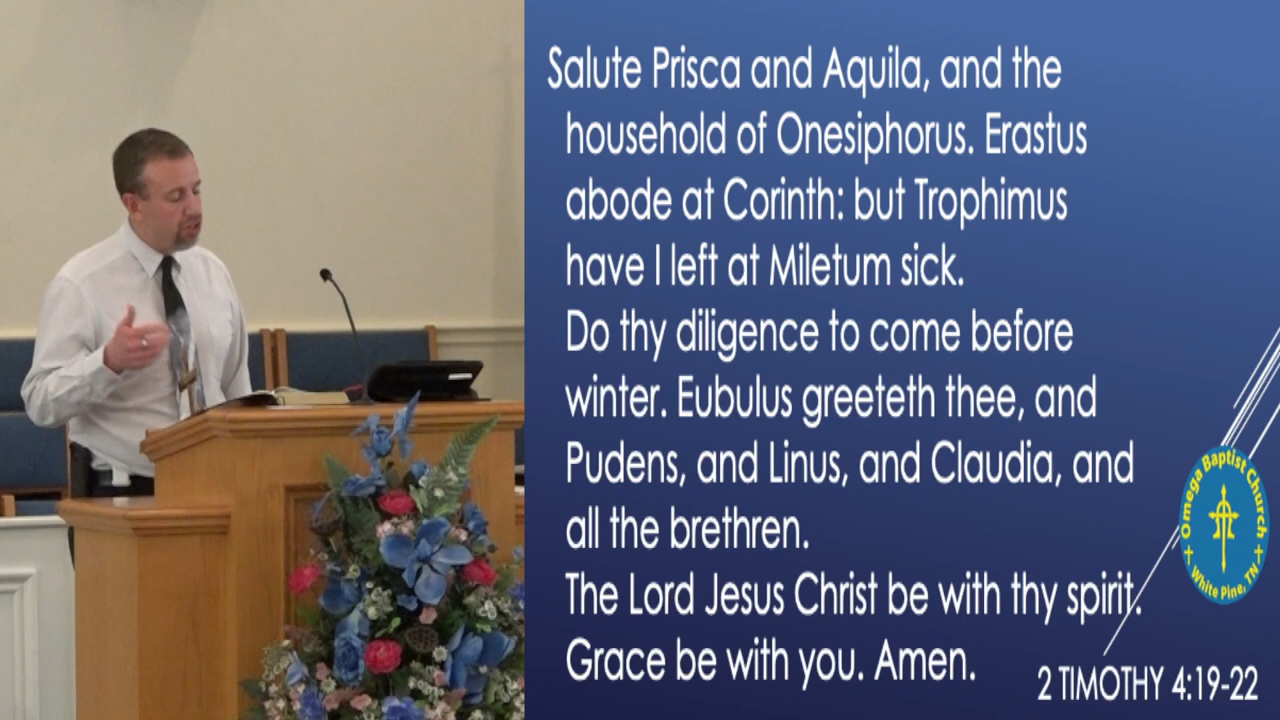 Salute Prisca and Aquila, and the
household of Onesiphorus. Erastus
abode at Corinth: but Trophimus
have I left at Miletum sick.
Do thy diligence to come before
winter. Eubulus greeteth thee, and
Pudens, and Linus, and Claudia, and
all the brethren.
The Lord Jesus Christ be with thy spirit.
Grace be with you. Amen.
Omega Baptist Church
White Pine, TN
2 TIMOTHY 4:19-22